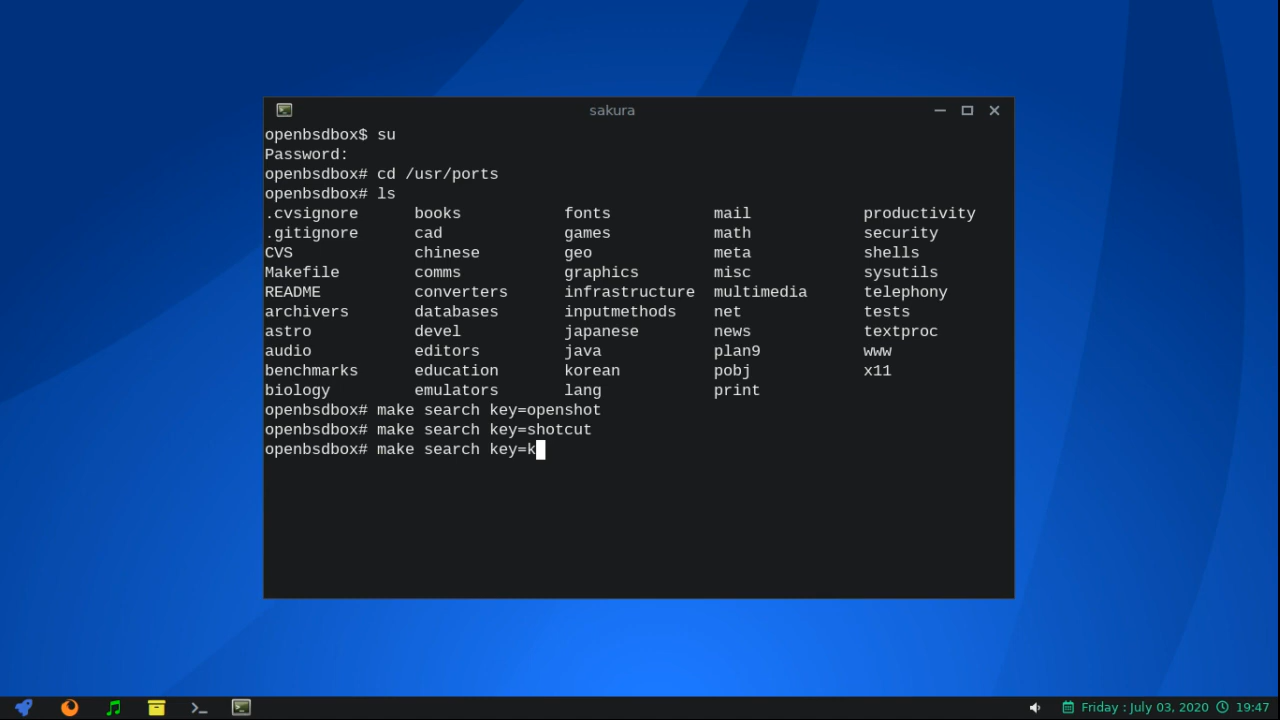 sakura
openbsdbox$ su
Password:
openbsdbox# cd /usr/ports
openbsdbox# ls
.cvsignore books fonts mail productivity
.gitignore cad games math security
CVS chinese geo meta shells
Makefile comms graphics misc sysutils
README converters infrastructure multimedia telephony
archivers databases inputmethods net tests
astro devel japanese news textproc
audio editors java plan9 www
benchmarks education korean pobj x11
biology emulators lang print
openbsdbox# make search key=openshot
openbsdbox# make search key=shotcut
openbsdbox# make search key=k
Friday : July 03, 2020 19:47